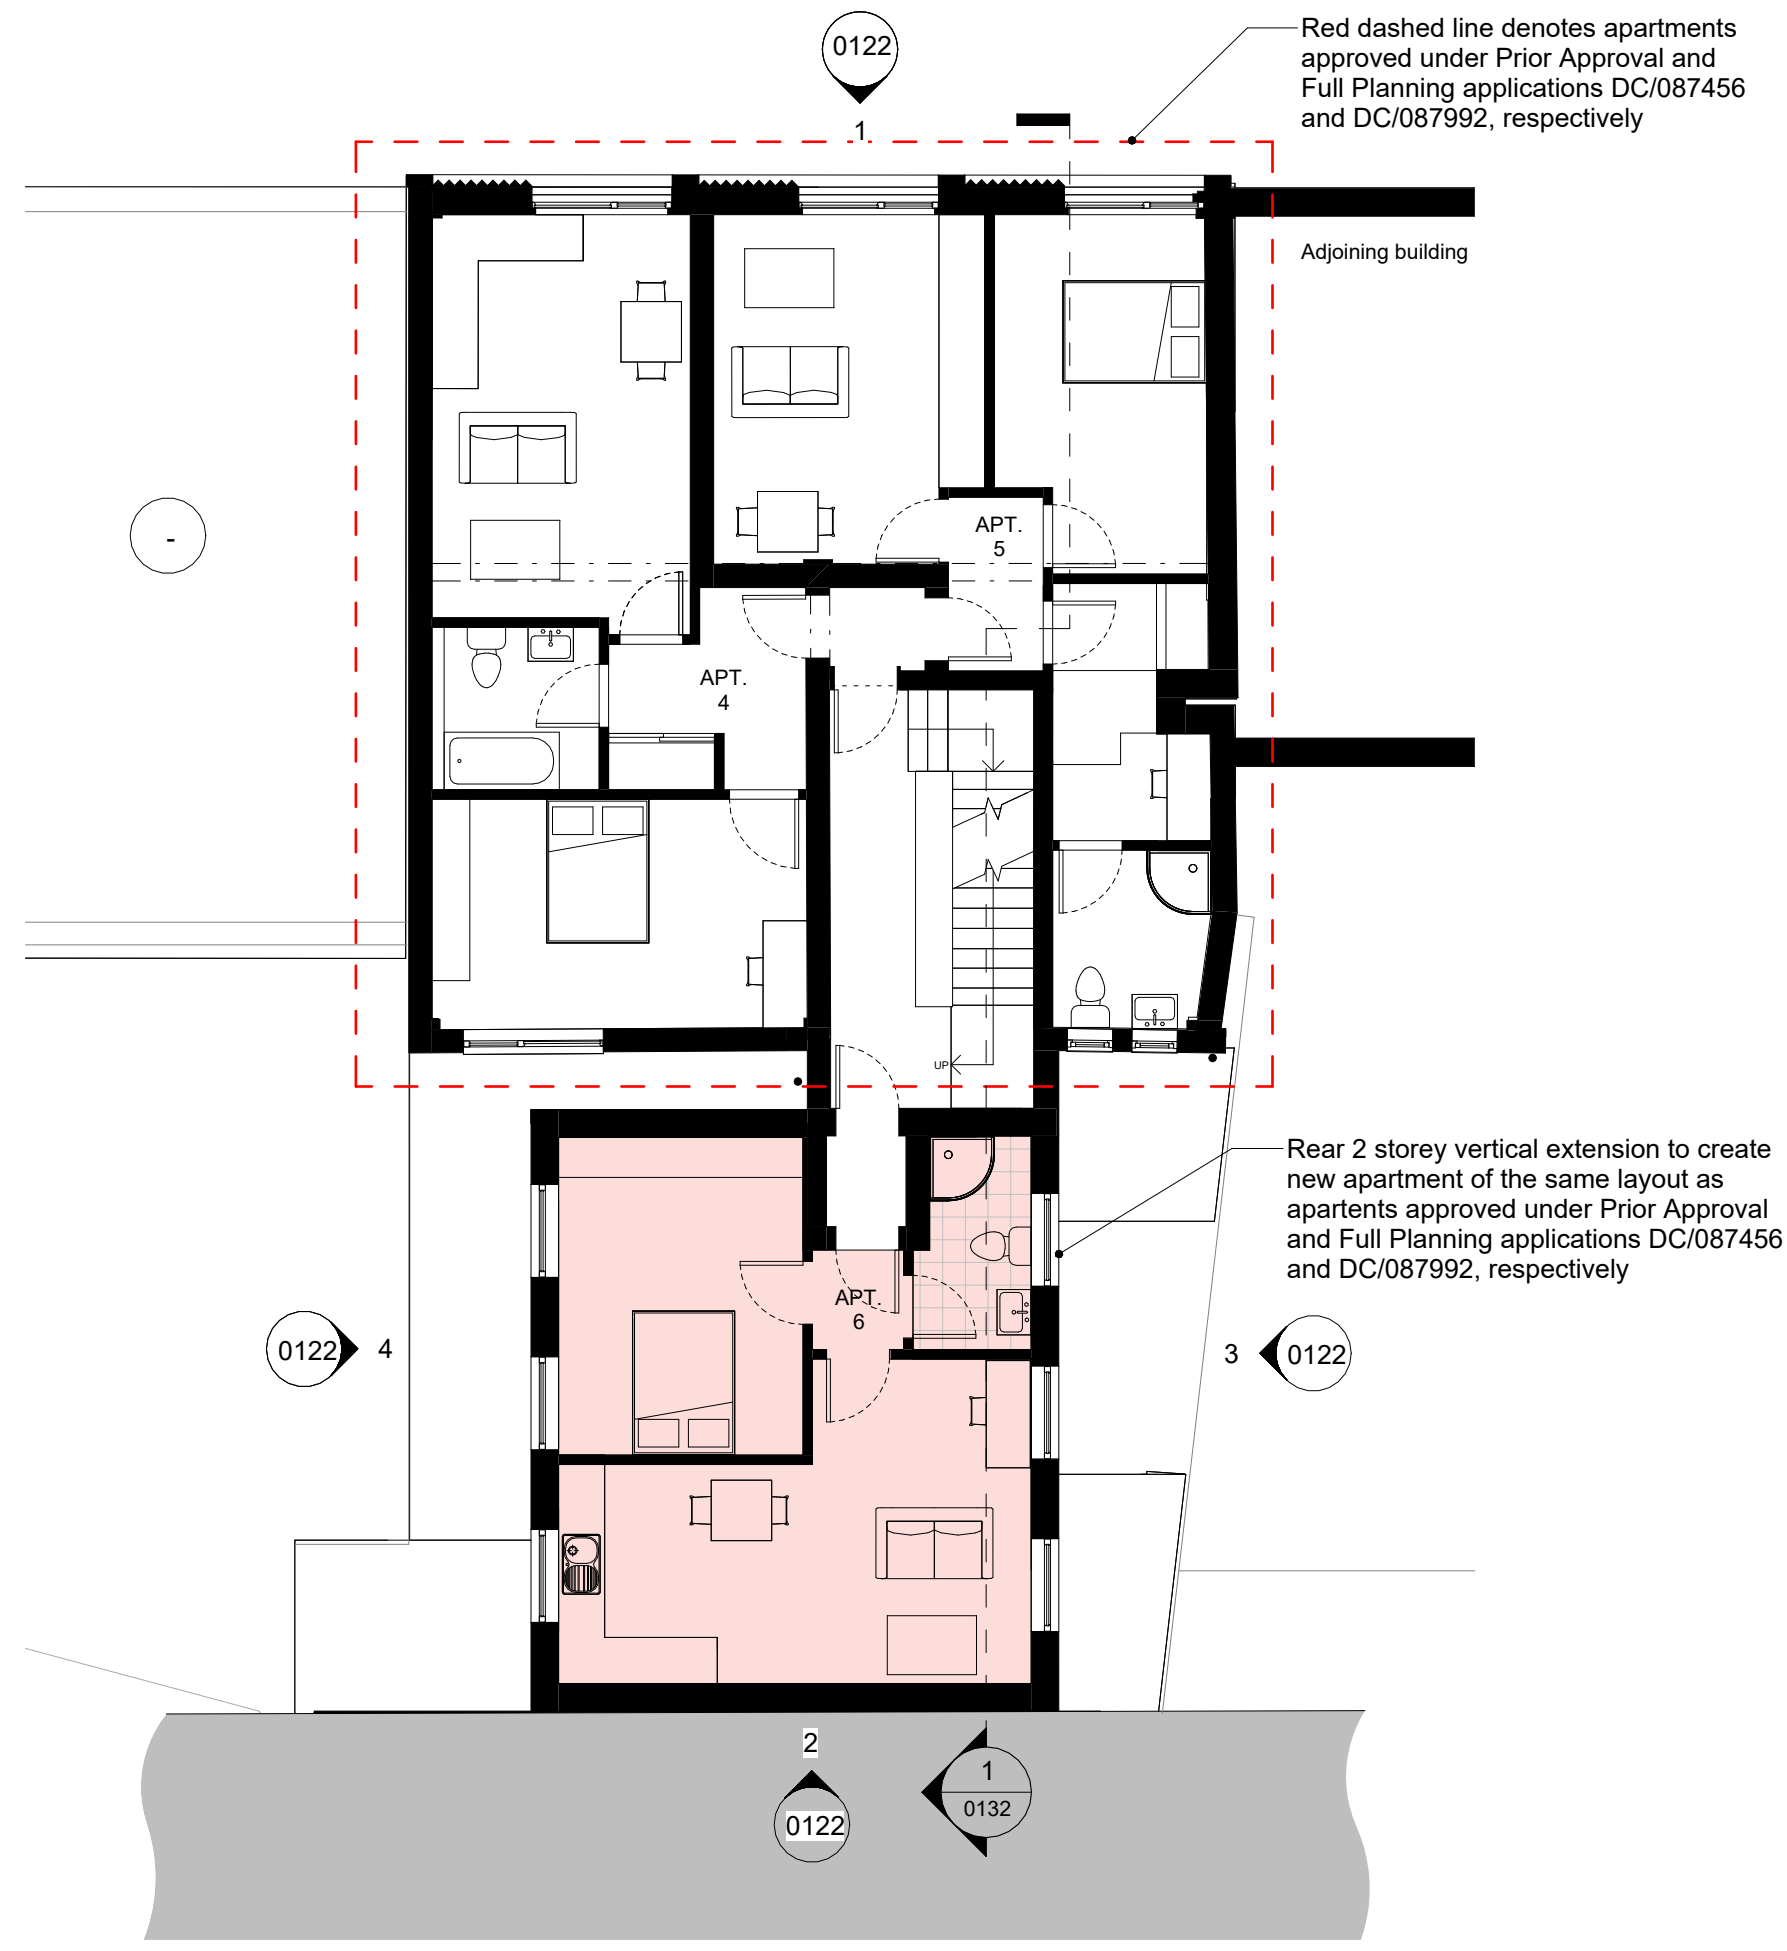 0122
1
Red dashed line denotes apartments
approved under Prior Approval and
Full Planning applications DC/087456
and DC/087992, respectively
Adjoining building
-
APT.
5
APT.
4
UP
Rear 2 storey vertical extension to create
new apartment of the same layout as
apartents approved under Prior Approval
and Full Planning applications DC/087456
and DC/087992, respectively
APT.
6
0122 4
3 0122
2
0122
1
0132